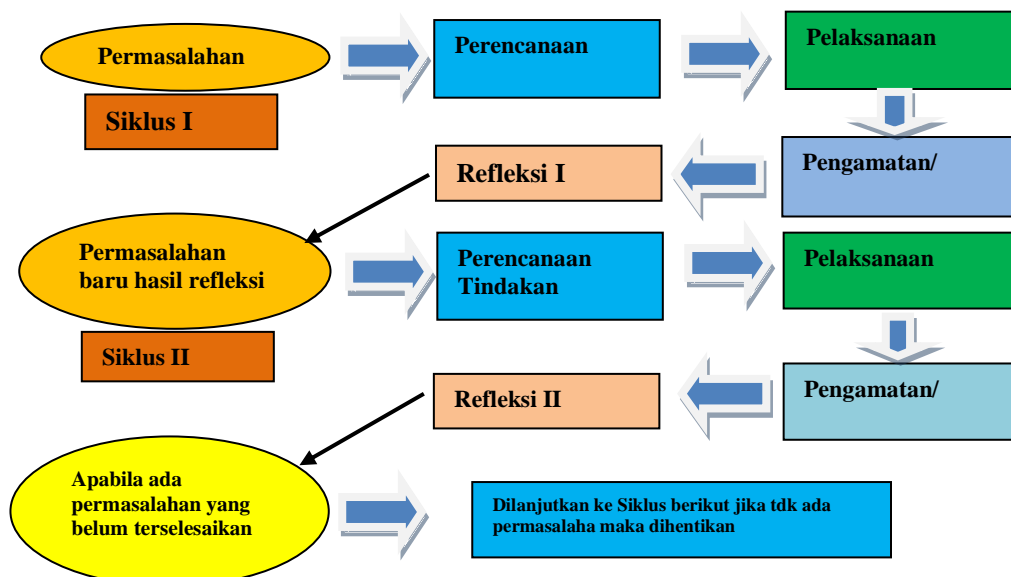 Permasalahan
Perencanaan
Pelaksanaan
Siklus I
Refleksi I
Pengamatan/
Permasalahan
baru hasil refleksi
Perencanaan
Tindakan
Pelaksanaan
Siklus II
Refleksi II
Pengamatan/
Apabila ada
permasalahan yang
belum terselesaikan
Dilanjutkan ke Siklus berikut jika tdk ada
permasalaha maka dihentikan